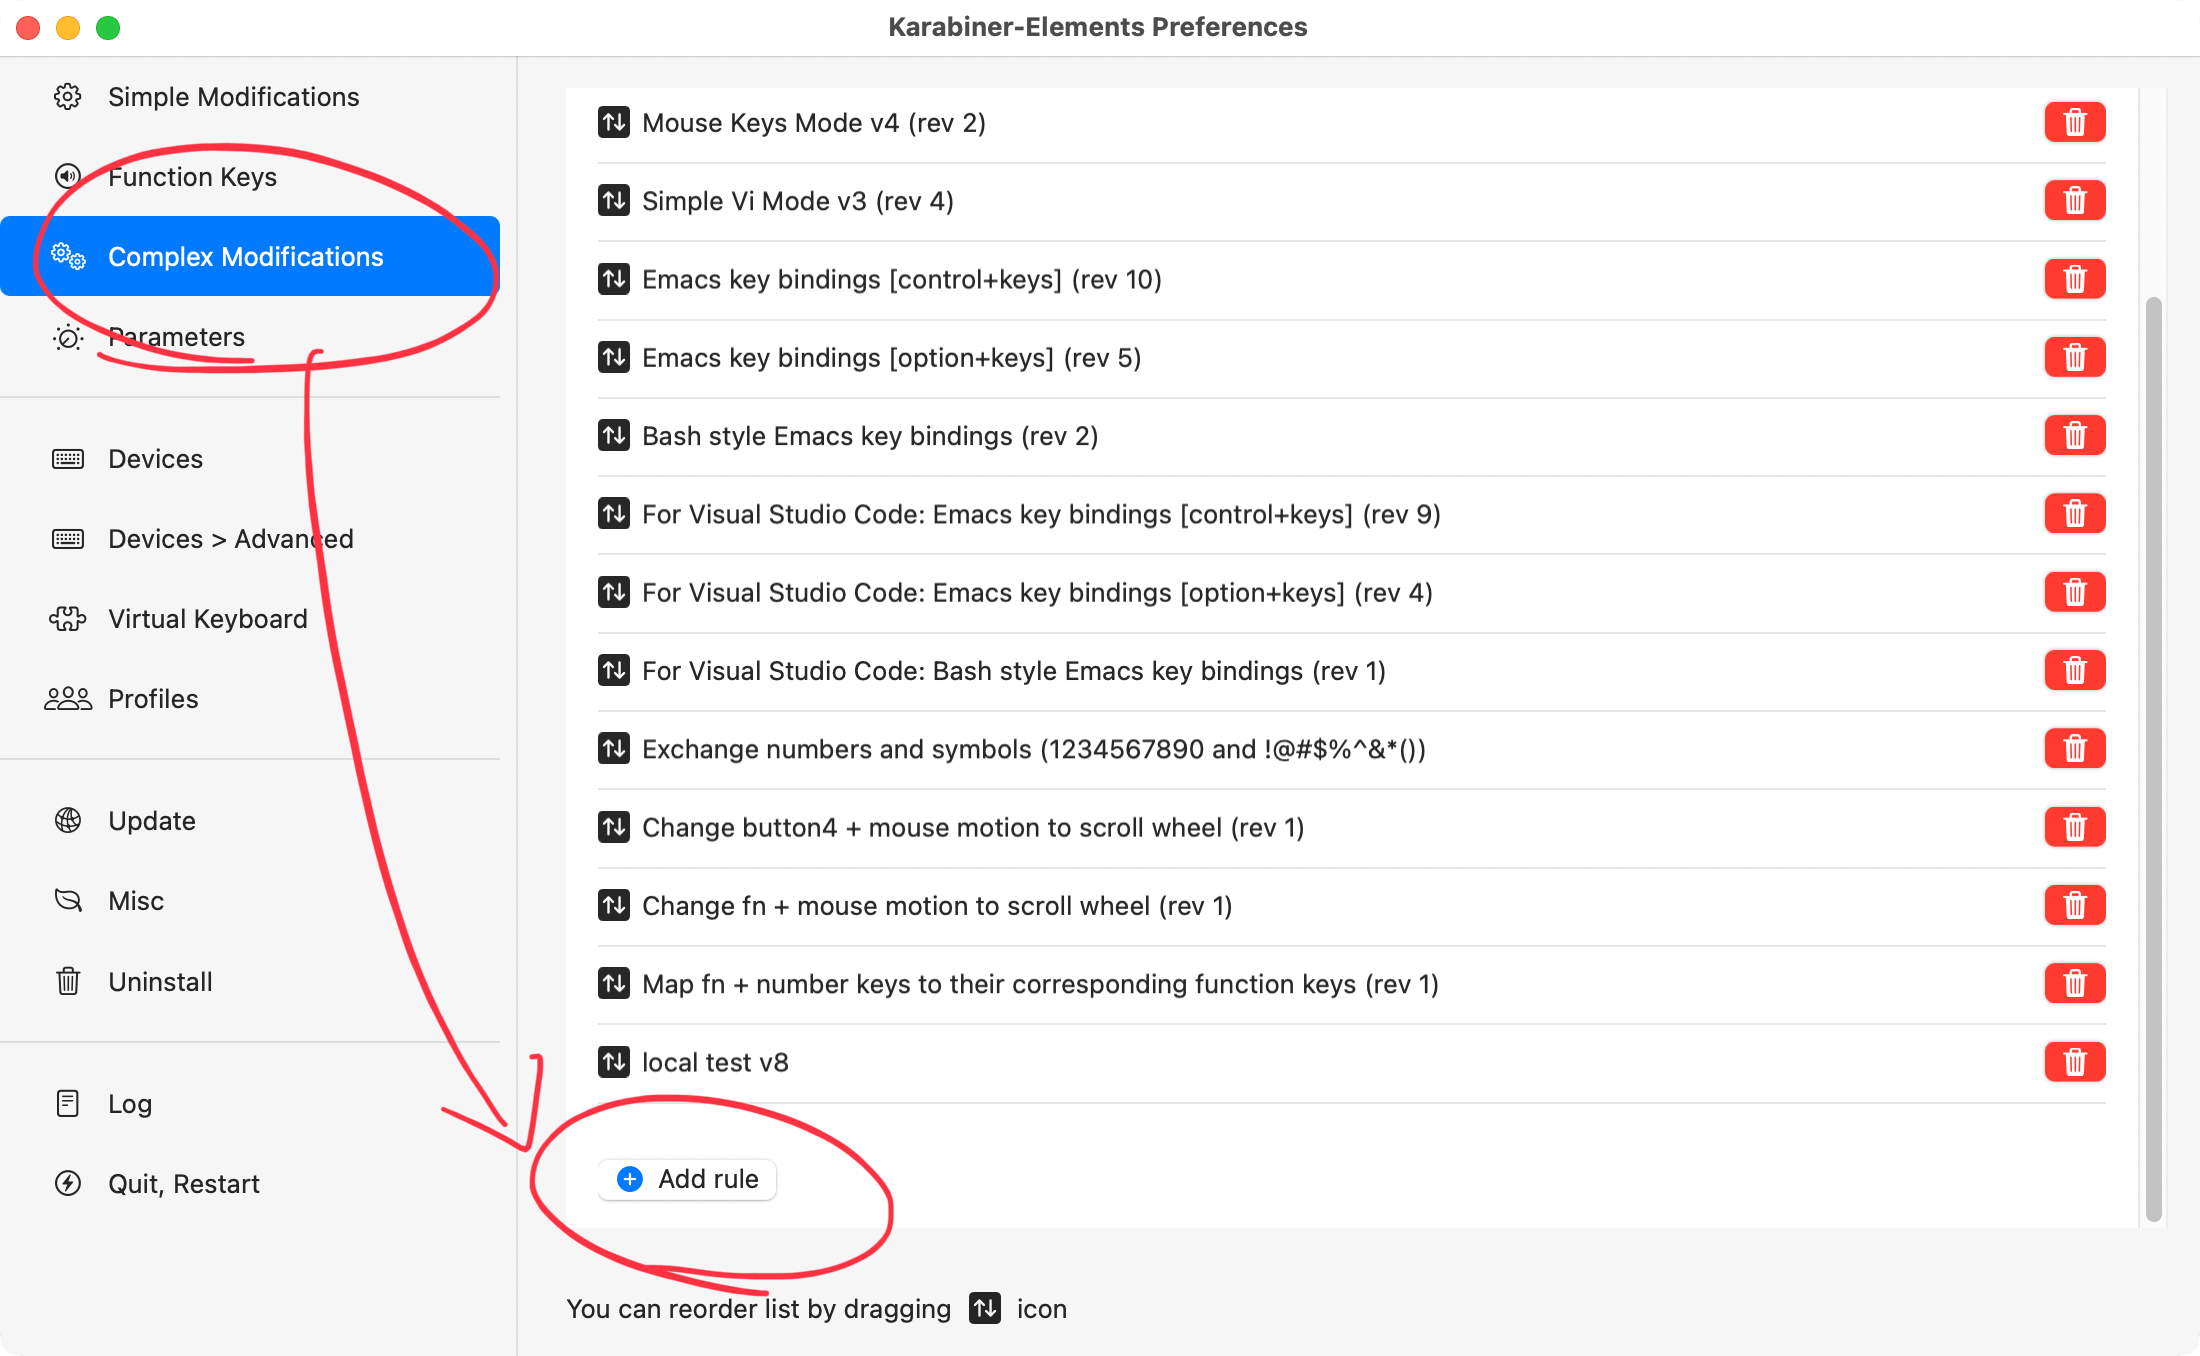 Karabiner-Elements Preferences
Simple Modifications
Function Keys
Complex Modifications
Parameters
Devices
Devices > Advanced
Virtual Keyboard
Profiles
Update
Misc
Uninstall
Log
Quit, Restart
Mouse Keys Mode v4 (rev 2)
Simple Vi Mode v3 (rev 4)
Emacs key bindings [control+keys] (rev 10)
Emacs key bindings [option+keys] (rev 5)
Bash style Emacs key bindings (rev 2)
For Visual Studio Code: Emacs key bindings [control+keys] (rev 9)
For Visual Studio Code: Emacs key bindings [option+keys] (rev 4)
For Visual Studio Code: Bash style Emacs key bindings (rev 1)
Exchange numbers and symbols (1234567890 and !@#$%^&*())
Change button4 + mouse motion to scroll wheel (rev 1)
Change fn + mouse motion to scroll wheel (rev 1)
Map fn + number keys to their corresponding function keys (rev 1)
local test v8
Add rule
You can reorder list by dragging icon